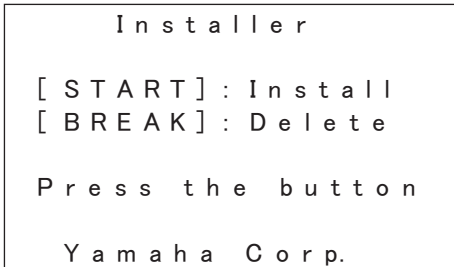 Installer
[START]:Install
[BREAK]:Delete
Press the button
Yamaha Corp.